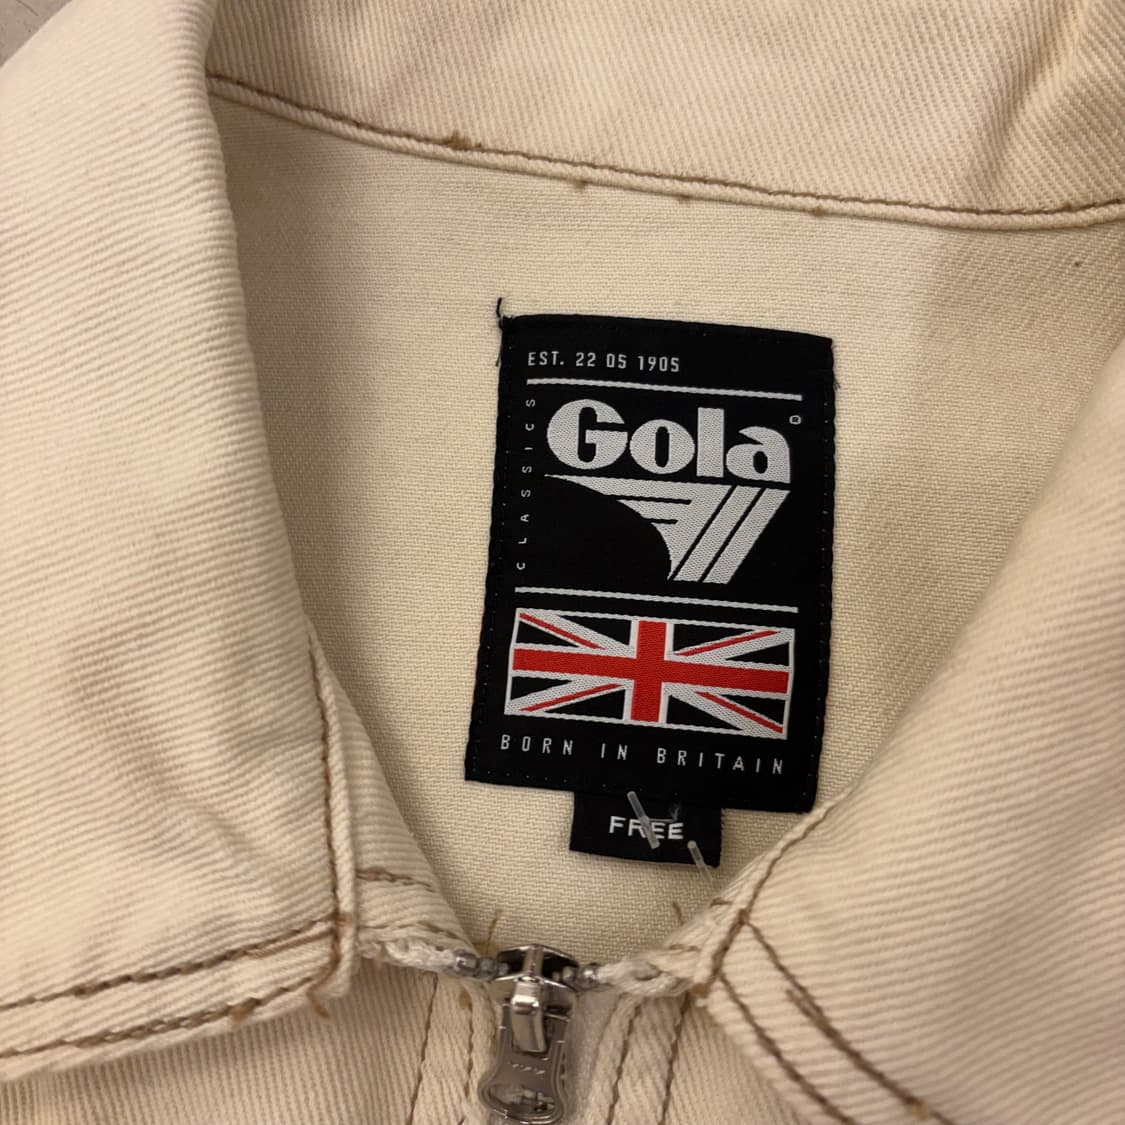 EST. 22 05 1905
CLASSICS
Gola®
BORN IN BRITAIN
FREE